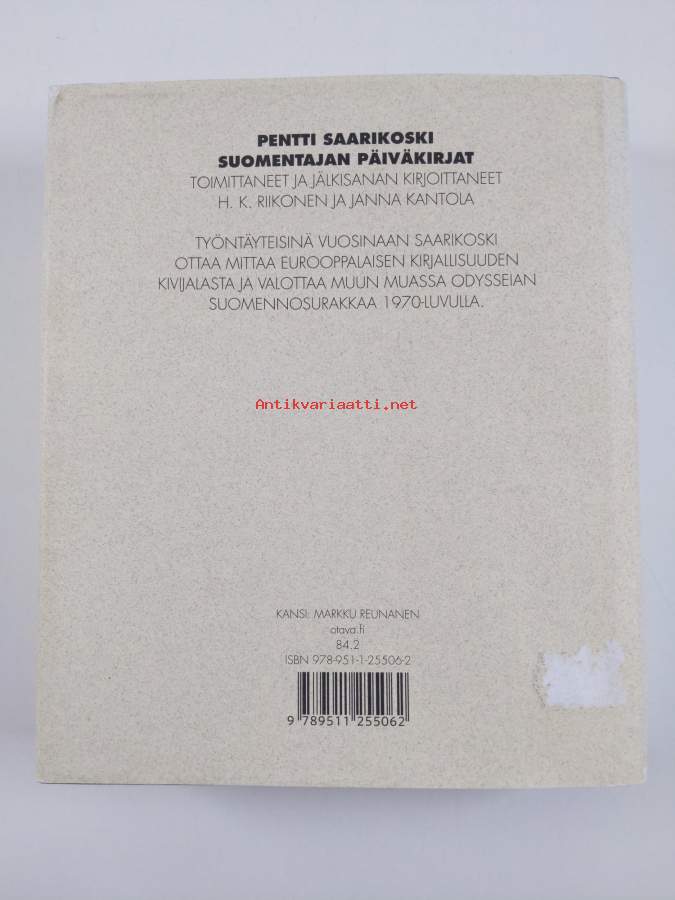 PENTTI SAARIKOSKI
SUOMENTAJAN PÄIVÄKIRJAT
TOIMITTANEET JA JÄLKISANAN KIRJOITTANEET
H. K. RIIKONEN JA JANNA KANTOLA
TYÖNTÄYTEISINÄ VUOSINAAN SAARIKOSKI
OTTAA MITTAA EUROOPPALAISEN KIRJALLISUUDEN
KIVIJALASTA JA VALOTTAA MUUN MUASSA ODYSSEIAN
SUOMENNOSURAKKAA 1970-LUVULLA.
Antikvariaatti.net
KANSI: MARKKU REUNANEN
otava.fi
84.2
ISBN 978-951-1-25506-2
9 789511 255062